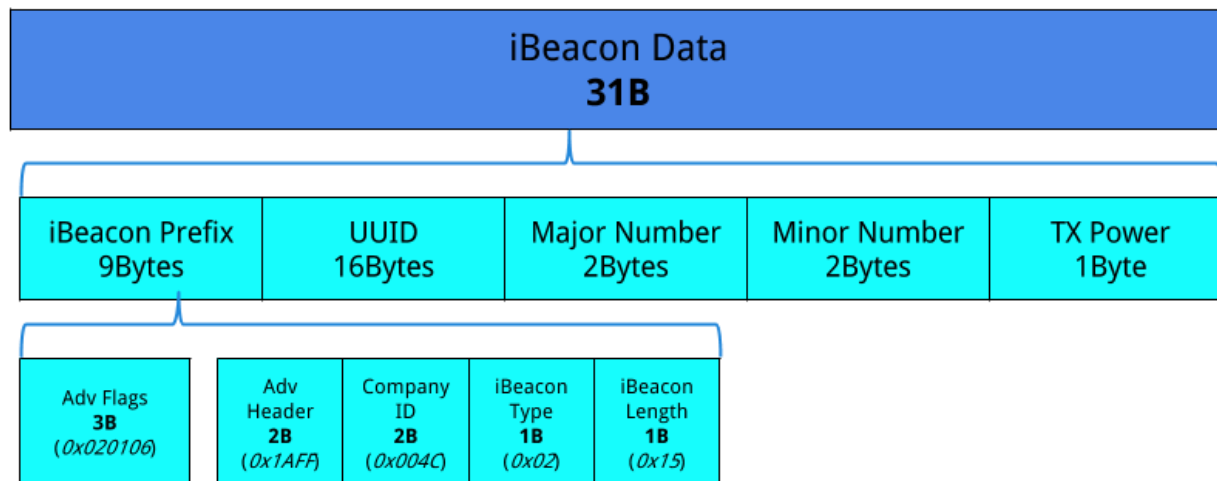 iBeacon Data
31B
iBeacon Prefix
9Bytes
UUID
16Bytes
Major Number
2Bytes
Minor Number
2Bytes
TX Power
1Byte
Adv Flags
3B
(0x020106)
Adv
Header
2B
(0x1AFF)
Company
ID
2B
(0x004C)
iBeacon
Type
1B
(0x02)
iBeacon
Length
1B
(0x15)